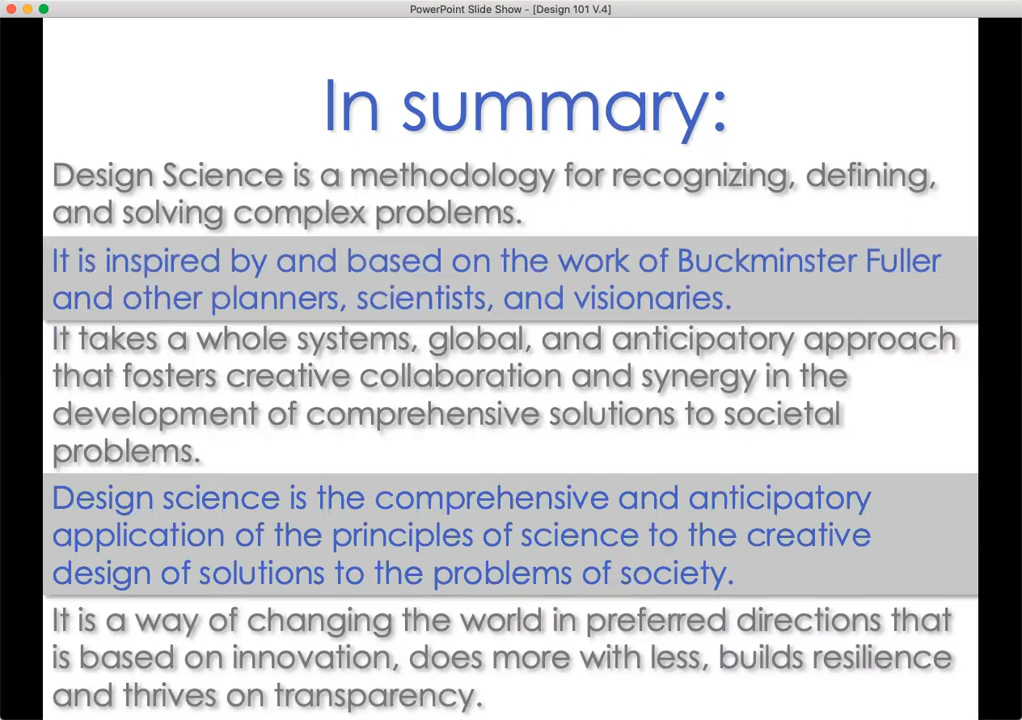 PowerPoint Slide Show - [Design 101 V.4]
In summary:
Design Science is a methodology for recognizing, defining,
and solving complex problems.
It is inspired by and based on the work of Buckminster Fuller
and other planners, scientists, and visionaries.
It takes a whole systems, global, and anticipatory approach
that fosters creative collaboration and synergy in the
development of comprehensive solutions to societal
problems.
Design science is the comprehensive and anticipatory
application of the principles of science to the creative
design of solutions to the problems of society.
It is a way of changing the world in preferred directions that
is based on innovation, does more with less, builds resilience
and thrives on transparency.